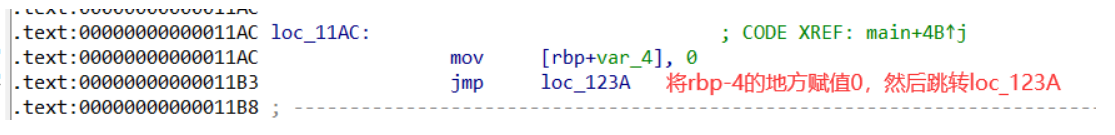 .text:00000000000011AC
.text:00000000000011AC loc_11AC: ; CODE XREF: main+4B↑j
.text:00000000000011AC mov [rbp+var_4], 0
.text:00000000000011B3 jmp loc_123A 将rbp-4的地方赋值0，然后跳转loc_123A
.text:00000000000011B8 ; ---------------------------------------------------------------------------